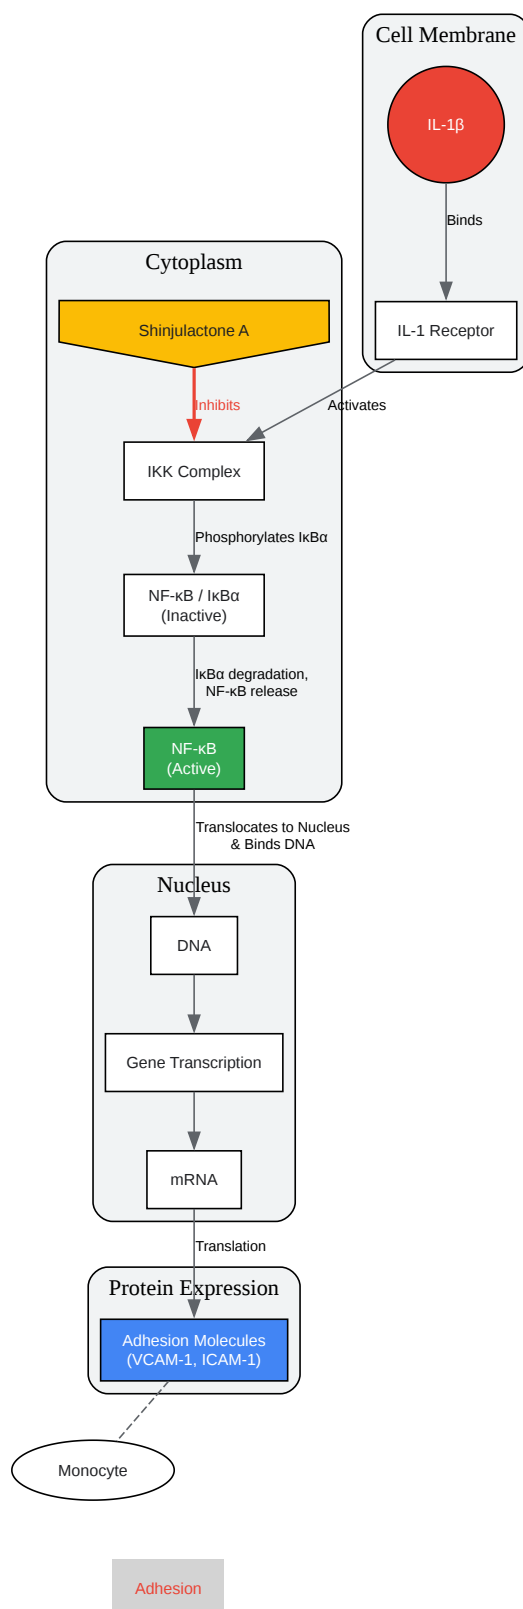 Cell Membrane
IL-1β
Binds
Cytoplasm
Shinjulactone A
IL-1 Receptor
Inhibits
Activates
IKK Complex
Phosphorylates IκBα
NF-κB / IκBα
(Inactive)
IκBα degradation,
NF-κB release
NF-κB
(Active)
Translocates to Nucleus
& Binds DNA
Nucleus
DNA
Gene Transcription
mRNA
Translation
Protein Expression
Adhesion Molecules
(VCAM-1, ICAM-1)
Monocyte
Adhesion